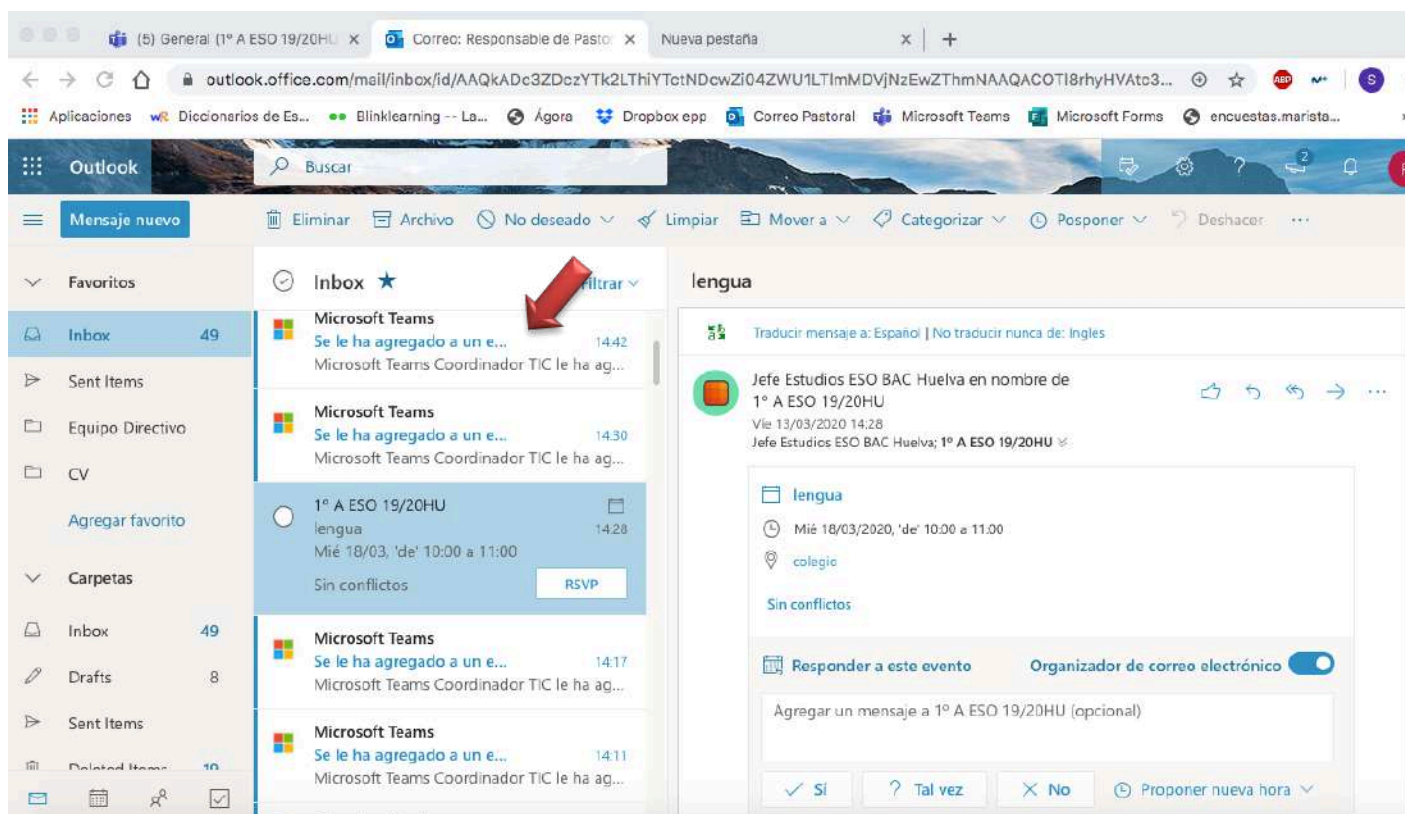 (5) General (1º A ESO 19/20HU
Correo: Responsable de Pastor
Nueva pestaña
outlook.office.com/mail/inbox/id/
Aplicaciones
WR Diccionarios de Es...
Blinklearning -- La...
Ágora
Dropbox epp
Correo Pastoral
Microsoft Teams
Microsoft Forms
encuestas.marista...
ABP
S
Outlook
Buscar
2
Mensaje nuevo
Eliminar
Archivo
No deseado
Limpiar
Mover a
Categorizar
Posponer
Deshacer
Favoritos
Inbox 49
Sent Items
Equipo Directivo
CV
Agregar favorito
Carpetas
Inbox 49
Drafts 8
Sent Items
Deleted Items 19
Inbox
Filtrar
Microsoft Teams
Se le ha agregado a un e... 14:42
Microsoft Teams Coordinador TIC le ha ag...
Microsoft Teams
Se le ha agregado a un e... 14:30
Microsoft Teams Coordinador TIC le ha ag...
1º A ESO 19/20HU
lengua 14:28
Mié 18/03, 'de' 10:00 a 11:00
Sin conflictos
RSVP
Microsoft Teams
Se le ha agregado a un e... 14:17
Microsoft Teams Coordinador TIC le ha ag...
Microsoft Teams
Se le ha agregado a un e... 14:11
Microsoft Teams Coordinador TIC le ha ag...
lengua
Traducir mensaje a: Español | No traducir nunca de: Ingles
Jefe Estudios ESO BAC Huelva en nombre de
1º A ESO 19/20HU
Vie 13/03/2020 14:28
Jefe Estudios ESO BAC Huelva; 1º A ESO 19/20HU
lengua
Mié 18/03/2020, 'de' 10:00 a 11:00
colegio
Sin conflictos
Responder a este evento
Organizador de correo electrónico
Agregar un mensaje a 1º A ESO 19/20HU (opcional)
Sí
Tal vez
No
Proponer nueva hora